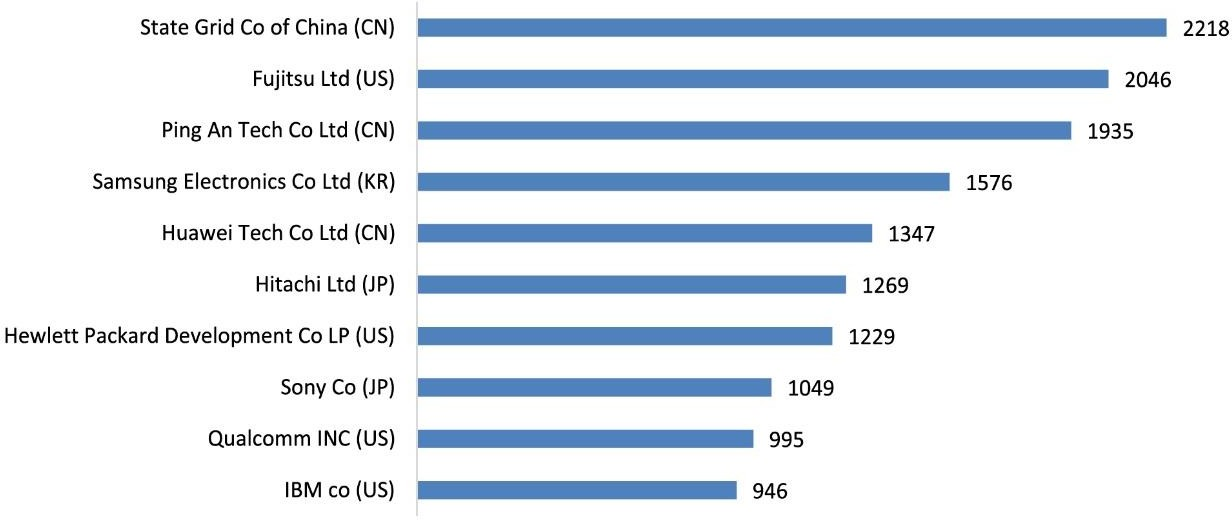 State Grid Co of China (CN) 2218
Fujitsu Ltd (US) 2046
Ping An Tech Co Ltd (CN) 1935
Samsung Electronics Co Ltd (KR) 1576
Huawei Tech Co Ltd (CN) 1347
Hitachi Ltd (JP) 1269
Hewlett Packard Development Co LP (US) 1229
Sony Co (JP) 1049
Qualcomm INC (US) 995
IBM co (US) 946